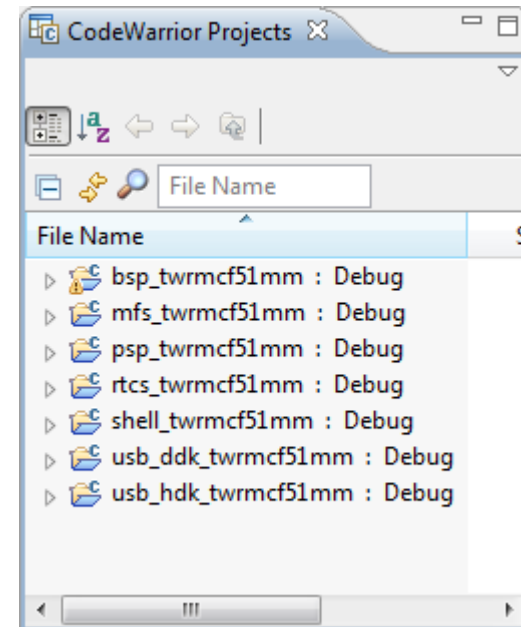 CodeWarrior Projects
File Name
File Name
bsp_twrmcf51mm : Debug
mfs_twrmcf51mm : Debug
psp_twrmcf51mm : Debug
rtcs_twrmcf51mm : Debug
shell_twrmcf51mm : Debug
usb_ddk_twrmcf51mm : Debug
usb_hdk_twrmcf51mm : Debug